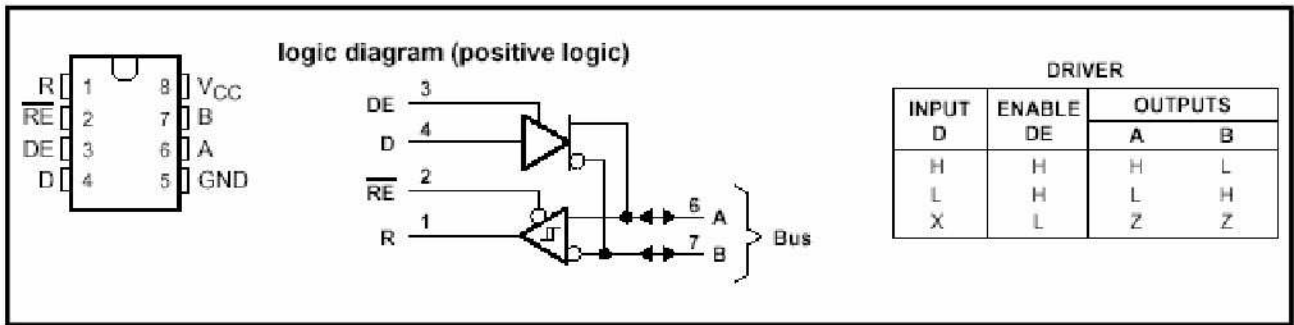 logic diagram (positive logic)
R 1 8 VCC
RE 2 7 B
DE 3 6 A
D 4 5 GND
DE 3
D 4
RE 2
R 1
6 A
7 B
Bus
DRIVER
INPUT D ENABLE DE OUTPUTS
A B
H H H L
L H L H
X L Z Z